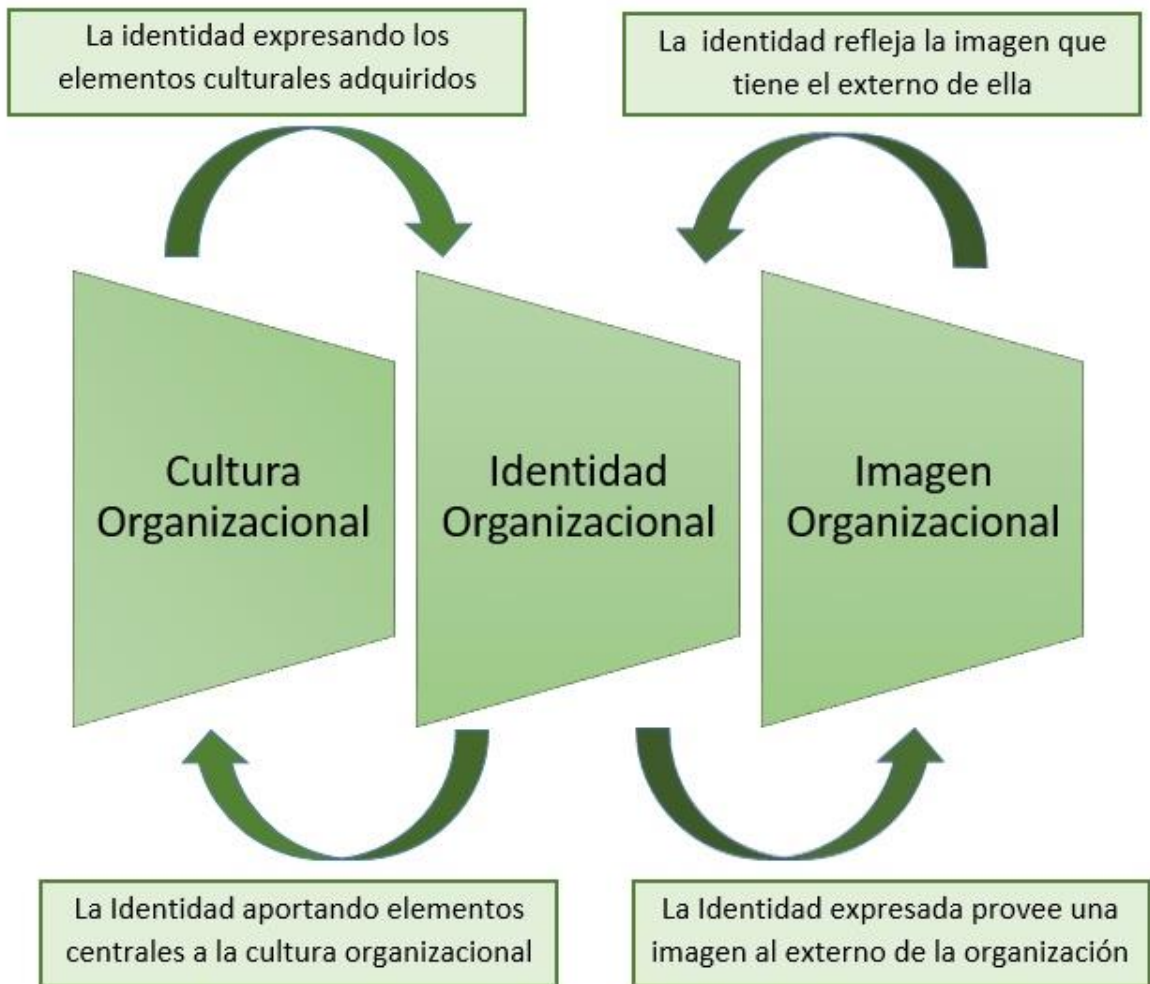 La identidad expresando los
elementos culturales adquiridos
La identidad refleja la imagen que
tiene el externo de ella
Cultura
Organizacional
Identidad
Organizacional
Imagen
Organizacional
La Identidad aportando elementos
centrales a la cultura organizacional
La Identidad expresada provee una
imagen al externo de la organización